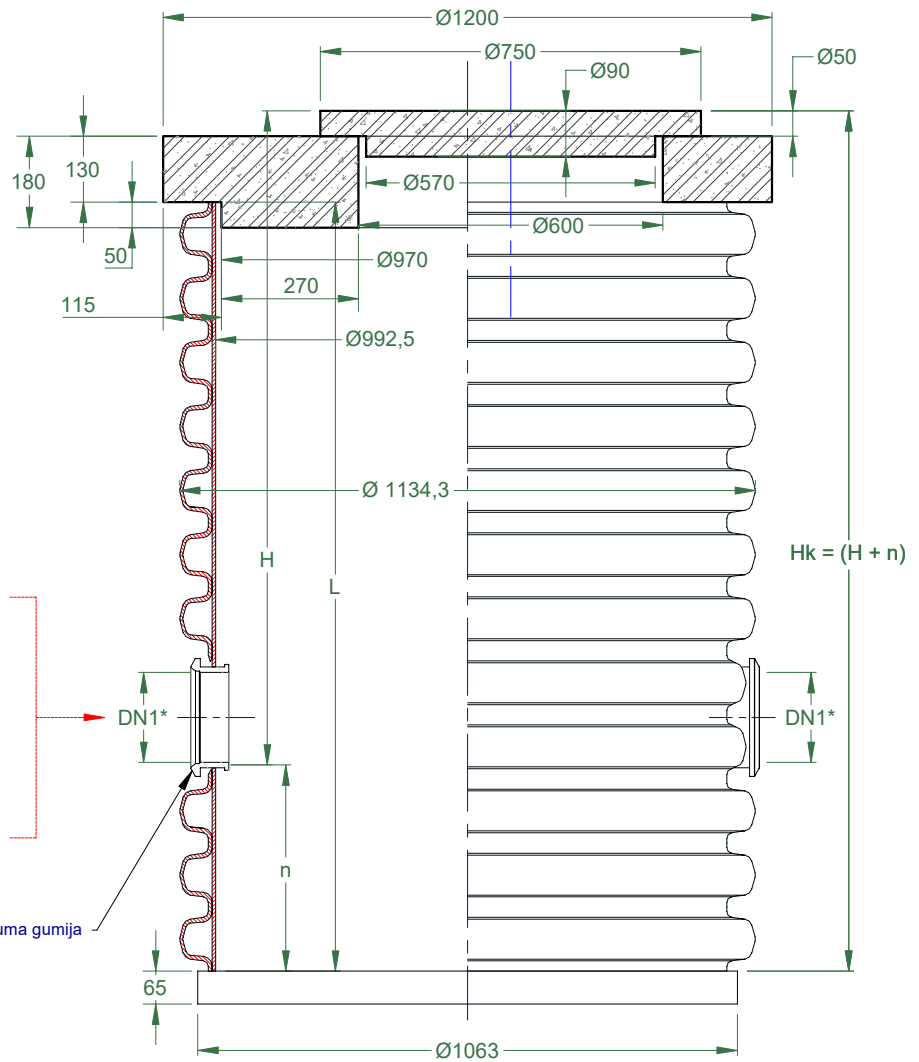 Ø1200
Ø750
Ø50
Ø90
130
180
Ø570
Ø600
50
Ø970
270
115
Ø992,5
Ø 1134,3
H
L
Hk = (H + n)
DN1*
DN1*
n
gumija
65
Ø1063